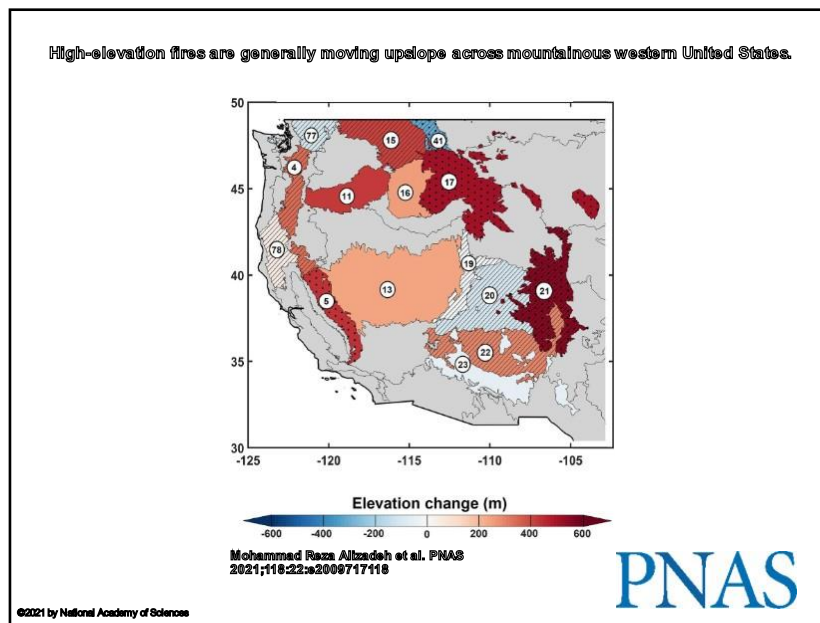 High-elevation fires are generally moving upslope across mountainous western United States.
50
77
15
41
4
45
11
16
17
78
19
40
13
20
21
5
22
35
23
30
-125 -120 -115 -110 -105
Elevation change (m)
-600 -400 -200 0 200 400 600
Mohammad Reza Alizadeh et al. PNAS
2021;118:22:e2009717118
PNAS
©2021 by National Academy of Sciences